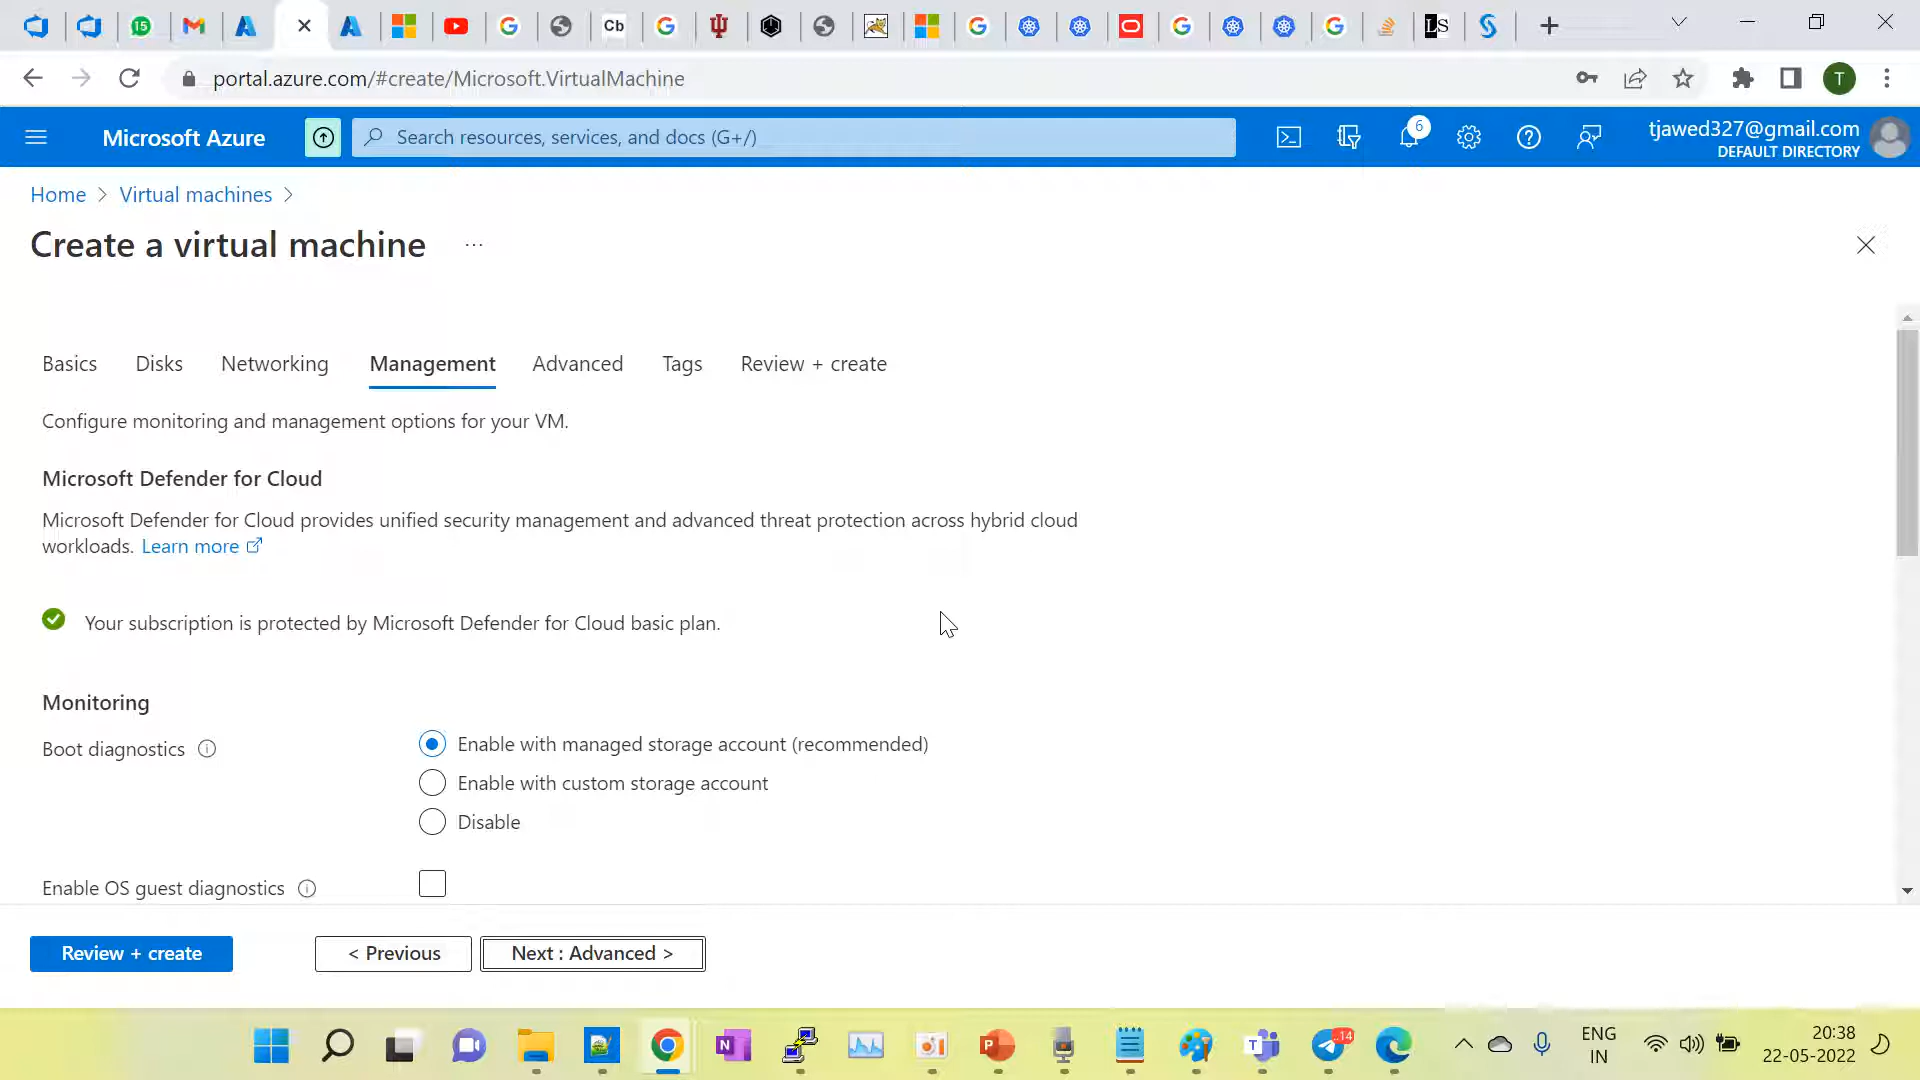 15
Cb
LS
portal.azure.com/#create/Microsoft.VirtualMachine
T
Microsoft Azure
Search resources, services, and docs (G+/)
6
tjawed327@gmail.com
DEFAULT DIRECTORY
Home > Virtual machines >
Create a virtual machine ...
Basics Disks Networking Management Advanced Tags Review + create
Configure monitoring and management options for your VM.
Microsoft Defender for Cloud
Microsoft Defender for Cloud provides unified security management and advanced threat protection across hybrid cloud
workloads. Learn more
Your subscription is protected by Microsoft Defender for Cloud basic plan.
Monitoring
Boot diagnostics
Enable with managed storage account (recommended)
Enable with custom storage account
Disable
Enable OS guest diagnostics
Review + create
< Previous
Next : Advanced >
14
ENG
IN
20:38
22-05-2022